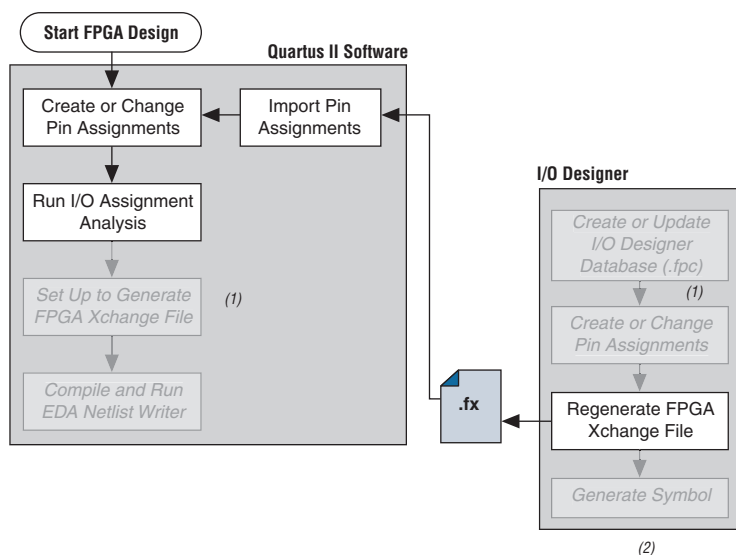 Start FPGA Design
Quartus II Software
Create or Change
Pin Assignments
Import Pin
Assignments
Run I/O Assignment
Analysis
Set Up to Generate
FPGA Xchange File
(1)
Compile and Run
EDA Netlist Writer
.fx
I/O Designer
Create or Update
I/O Designer
Database (.fpc)
(1)
Create or Change
Pin Assignments
Regenerate FPGA
Xchange File
Generate Symbol
(2)